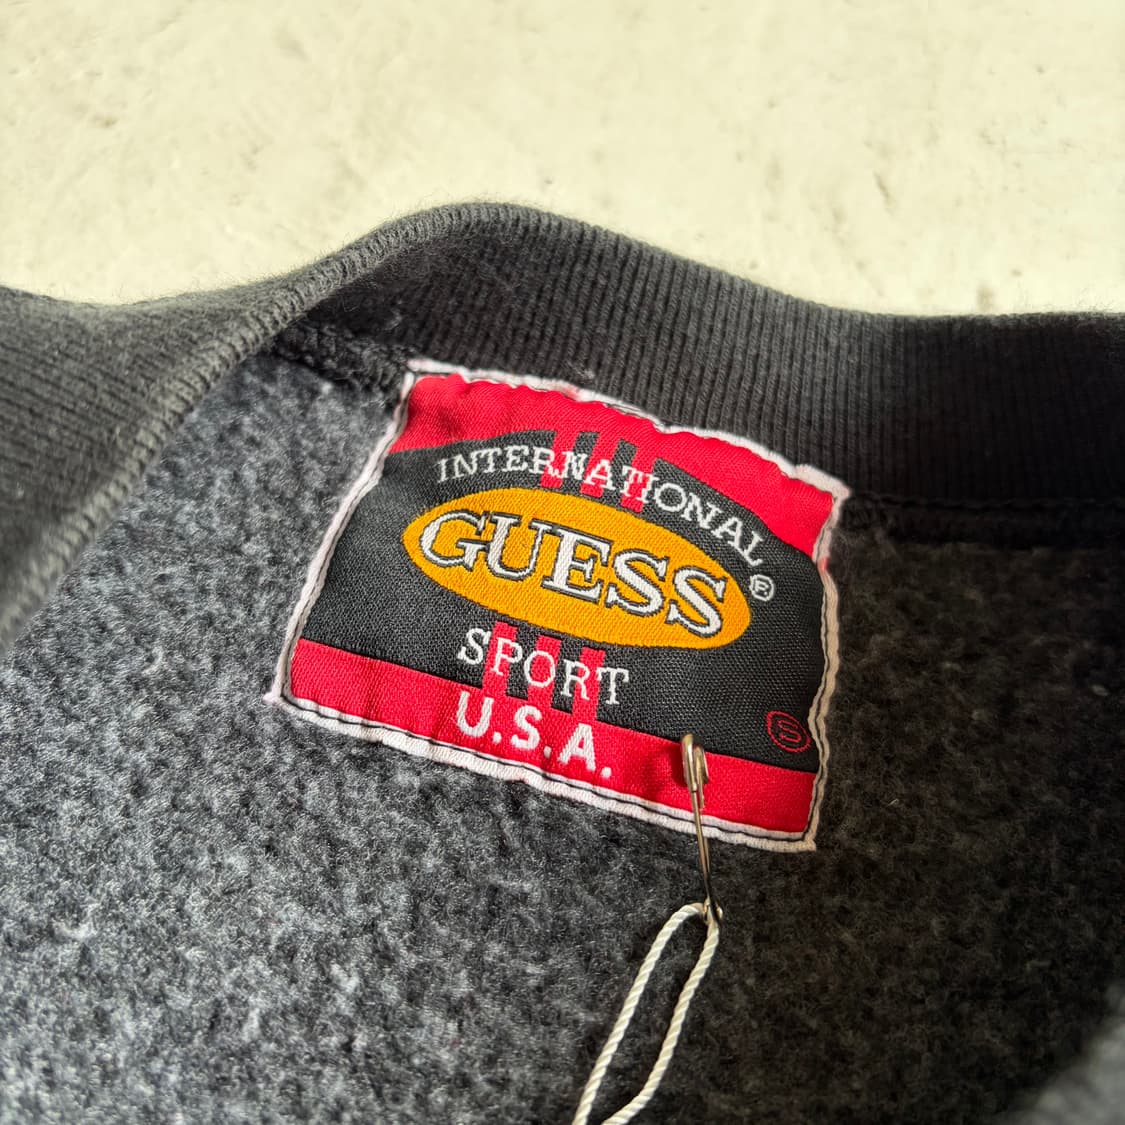 INTERNATIONAL
GUESS®
SPORT
U.S.A.
S